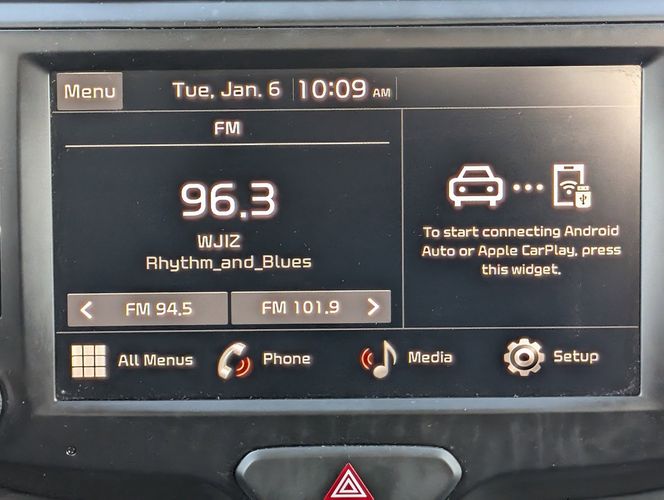 Menu
Tue, Jan. 6
10:09 AM
FM
96.3
WJIZ
Rhythm_and_Blues
FM 94.5
FM 101.9
To start connecting Android
Auto or Apple CarPlay, press
this widget.
All Menus
Phone
Media
Setup